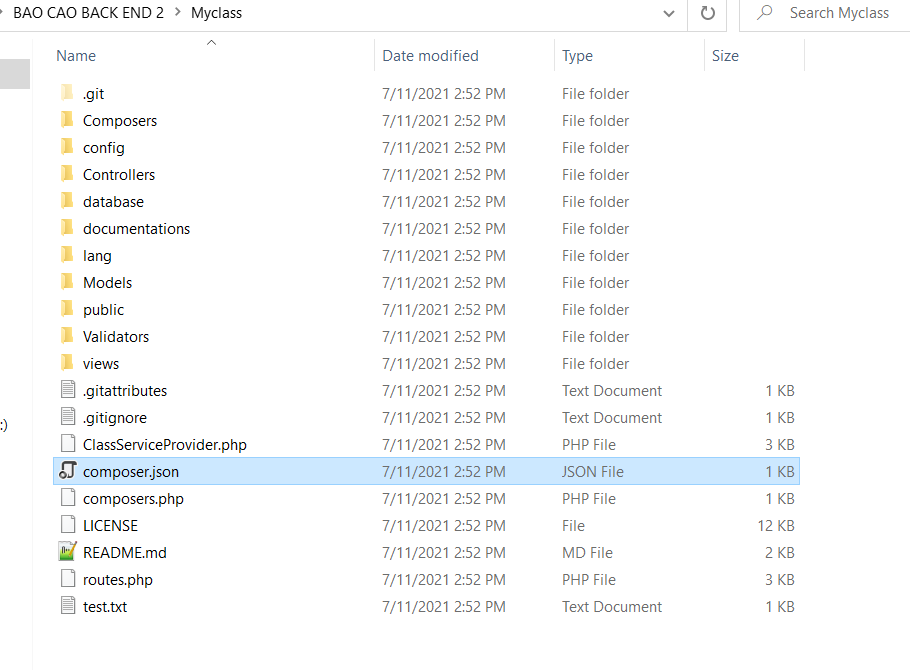 BAO CAO BACK END 2 > Myclass Search Myclass
Name Date modified Type Size
.git 7/11/2021 2:52 PM File folder
Composers 7/11/2021 2:52 PM File folder
config 7/11/2021 2:52 PM File folder
Controllers 7/11/2021 2:52 PM File folder
database 7/11/2021 2:52 PM File folder
documentations 7/11/2021 2:52 PM File folder
lang 7/11/2021 2:52 PM File folder
Models 7/11/2021 2:52 PM File folder
public 7/11/2021 2:52 PM File folder
Validators 7/11/2021 2:52 PM File folder
views 7/11/2021 2:52 PM File folder
.gitattributes 7/11/2021 2:52 PM Text Document 1 KB
.gitignore 7/11/2021 2:52 PM Text Document 1 KB
:)
ClassServiceProvider.php 7/11/2021 2:52 PM PHP File 3 KB
composer.json 7/11/2021 2:52 PM JSON File 1 KB
composers.php 7/11/2021 2:52 PM PHP File 1 KB
LICENSE 7/11/2021 2:52 PM File 12 KB
README.md 7/11/2021 2:52 PM MD File 2 KB
routes.php 7/11/2021 2:52 PM PHP File 3 KB
test.txt 7/11/2021 2:52 PM Text Document 1 KB